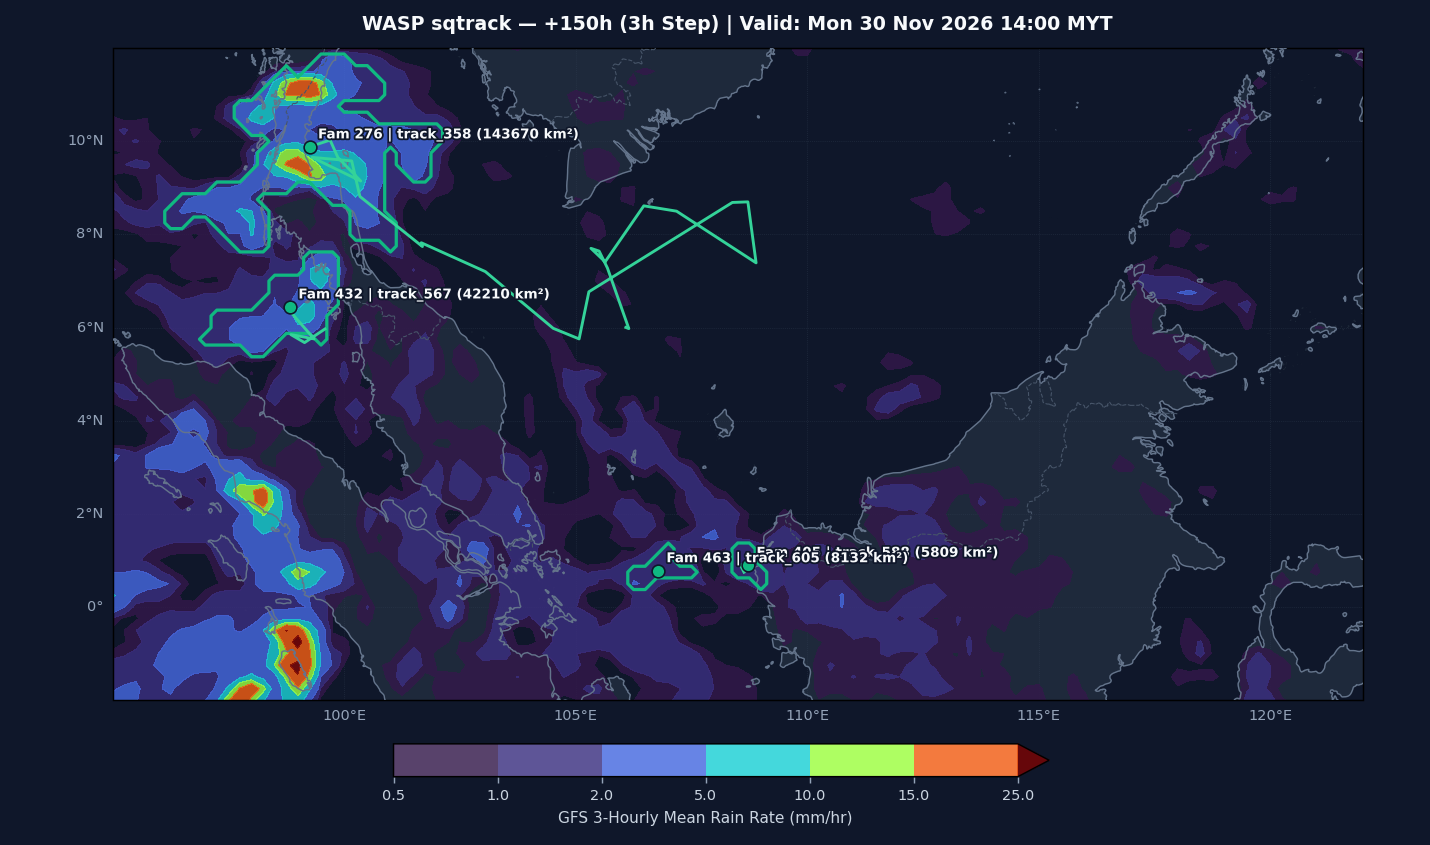 WASP sqtrack — +150h (3h Step) | Valid: Mon 30 Nov 2026 14:00 MYT
10°N
8°N
6°N
4°N
2°N
0°
Fam 276 | track_358 (143670 km²)
Fam 432 | track_567 (42210 km²)
(5809 km²)
Fam 463 | track_605 (8132 km²)
100°E
105°E
110°E
115°E
120°E
0.5
1.0
2.0
5.0
10.0
15.0
25.0
GFS 3-Hourly Mean Rain Rate (mm/hr)